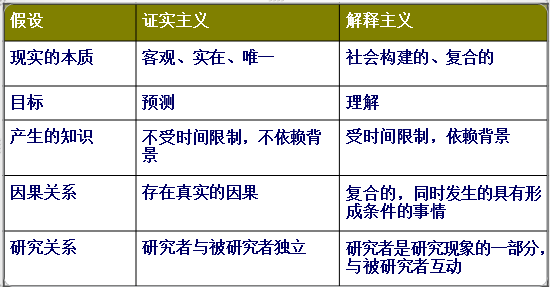 假设 证实主义 解释主义
现实的本质 客观、实在、唯一 社会构建的、复合的
目标 预测 理解
产生的知识 不受时间限制，不依赖背景 受时间限制，依赖背景
因果关系 存在真实的因果 复合的，同时发生的具有形成条件的事情
研究关系 研究者与被研究者独立 研究者是研究现象的一部分，与被研究者互动